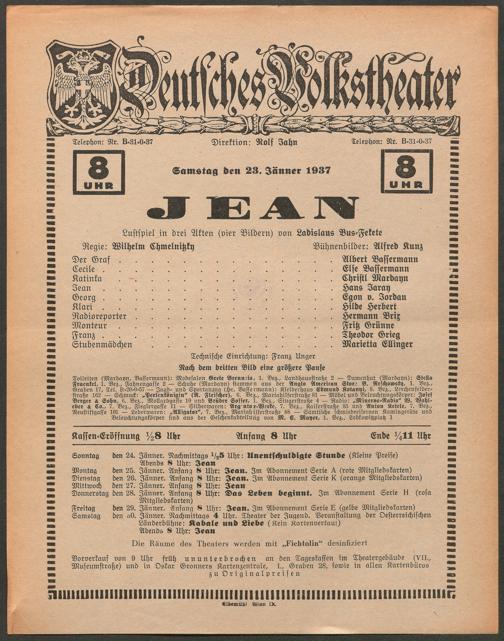 Deutsches Volkstheater
Telephon: Nr. B-31-0-37 Direktion: Rolf Jahn Telephon: Nr. B-31-0-37
8 UHR
Samstag den 23. Jänner 1937
8 UHR
JEAN
Lustspiel in drei Akten (vier Bildern) von Ladislaus Bus-Fekete
Regie: Wilhelm Chmelnitzky Bühnenbilder: Alfred Kunz
Der Graf . . . . . . . . . . Albert Bassermann
Cecile . . . . . . . . . . Else Bassermann
Katinka . . . . . . . . . . Christl Mardayn
Jean . . . . . . . . . . Hans Jaray
Georg . . . . . . . . . . Egon v. Jordan
Klari . . . . . . . . . . Hilde Herbert
Radioreporter . . . . . . . . . . Hermann Brix
Monteur . . . . . . . . . . Fritz Grünne
Franz . . . . . . . . . . Theodor Grieg
Stubenmädchen . . . . . . . . . . Marietta Ellinger
Technische Einrichtung: Franz Unger
Nach dem dritten Bild eine größere Pause
Kassen-Eröffnung ½8 Uhr Anfang 8 Uhr Ende ¼11 Uhr
Sonntag den 24. Jänner. Nachmittags ½5 Uhr: Unentschuldigte Stunde (Kleine Preise)
Abends 8 Uhr: Jean
Montag den 25. Jänner. Anfang 8 Uhr: Jean. Im Abonnement Serie A (rote Mitgliedskarten)
Dienstag den 26. Jänner. Anfang 8 Uhr: Jean. Im Abonnement Serie K (orange Mitgliedskarten)
Mittwoch den 27. Jänner. Anfang 8 Uhr: Jean
Donnerstag den 28. Jänner. Anfang 8 Uhr: Das Leben beginnt. Im Abonnement Serie H (rosa
Mitgliedskarten)
Freitag den 29. Jänner. Anfang 8 Uhr: Jean. Im Abonnement Serie E (gelbe Mitgliedskarten)
Samstag den 30. Jänner. Nachmittags 4 Uhr. Theater der Jugend. Veranstaltung der Oesterreichischen
Länderbühne: Kabale und Liebe (Kein Kartenverkauf)
Abends 8 Uhr: Jean
Die Räume des Theaters werden mit „Fichtolin" desinfiziert
Vorverkauf von 9 Uhr früh ununterbrochen an den Tageskassen im Theatergebäude (VII.,
Museumstraße) und in Oskar Gronners Kartenzentrale, I., Graben 28, sowie in allen Kartenbüros
zu Originalpreisen